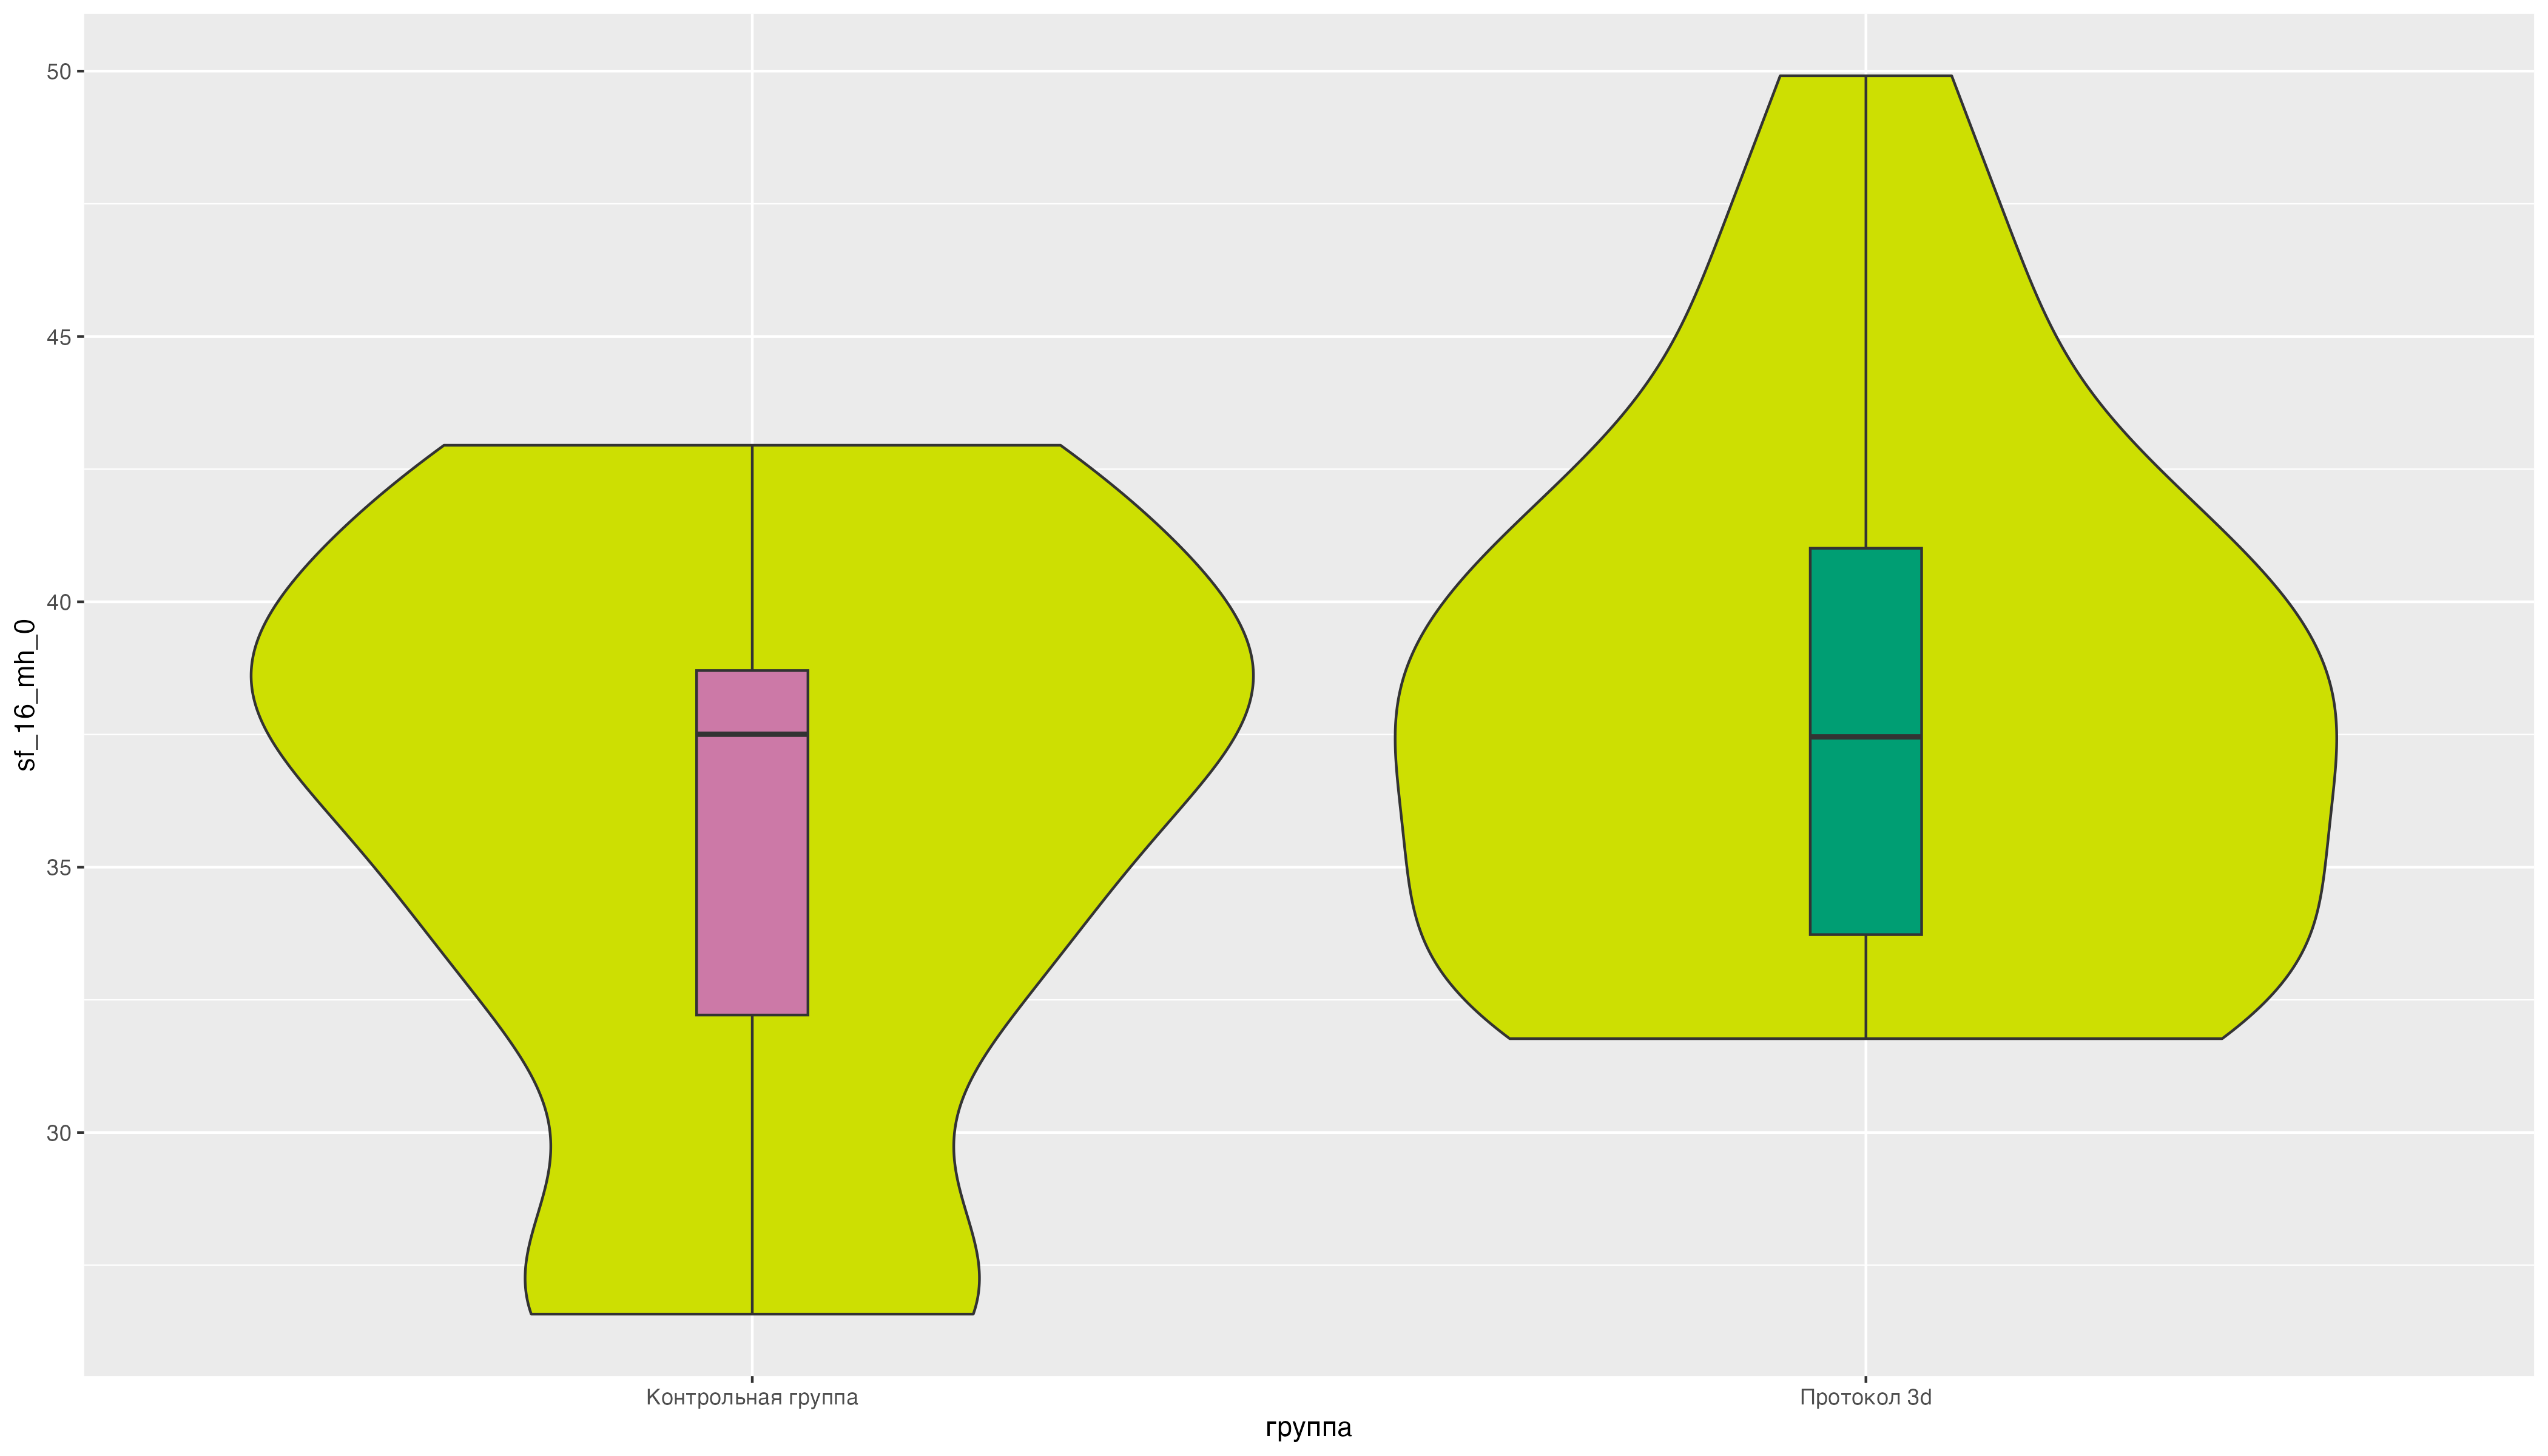 50
45
40
35
30
sf_16_mh_0
Контрольная группа
Протокол 3d
группа